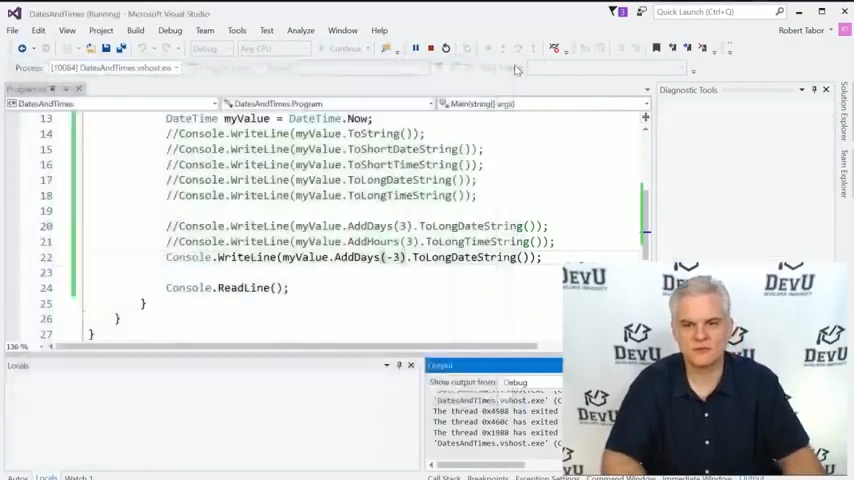 DatesAndTimes (Running) - Microsoft Visual Studio
3
Quick Launch (Ctrl+Q)
File Edit View Project Build Debug Team Tools Test Analyze Window Help
Robert Tabor
Debug Any CPU Continue
Process: [10084] DatesAndTimes.vshost.exe
Program.cs
DatesAndTimes DatesAndTimes.Program Main(string[] args)
Diagnostic Tools
Solution Explorer
Team Explorer
13 DateTime myValue = DateTime.Now;
14 //Console.WriteLine(myValue.ToString());
15 //Console.WriteLine(myValue.ToShortDateString());
16 //Console.WriteLine(myValue.ToShortTimeString());
17 //Console.WriteLine(myValue.ToLongDateString());
18 //Console.WriteLine(myValue.ToLongTimeString());
19
20 //Console.WriteLine(myValue.AddDays(3).ToLongDateString());
21 //Console.WriteLine(myValue.AddHours(3).ToLongTimeString());
22 Console.WriteLine(myValue.AddDays(-3).ToLongDateString());
23
24 Console.ReadLine();
25 }
26 }
27 }
136 %
Locals
Output
Show output from: Debug
'DatesAndTimes.vshost.exe' (C
The thread 0x4588 has exited
The thread 0x460c has exited
The thread 0x1988 has exited
'DatesAndTimes.vshost.exe' (C
Autos Locals Watch 1
Call Stack Breakpoints Exception Settings Command Window Immediate Window Output
DEVU
DEVELOPER UNIVERSITY
DEVU
DEVU
DEVU